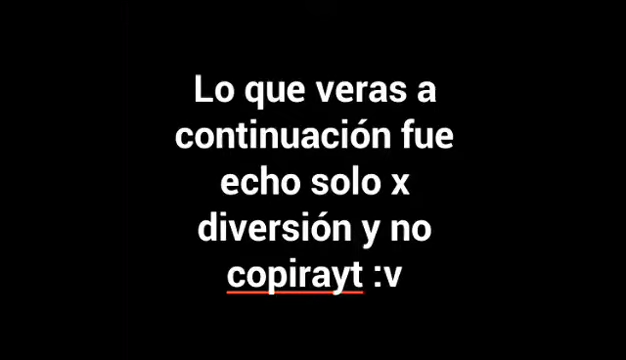 Lo que veras a
continuación fue
echo solo x
diversión y no
copirayt :v